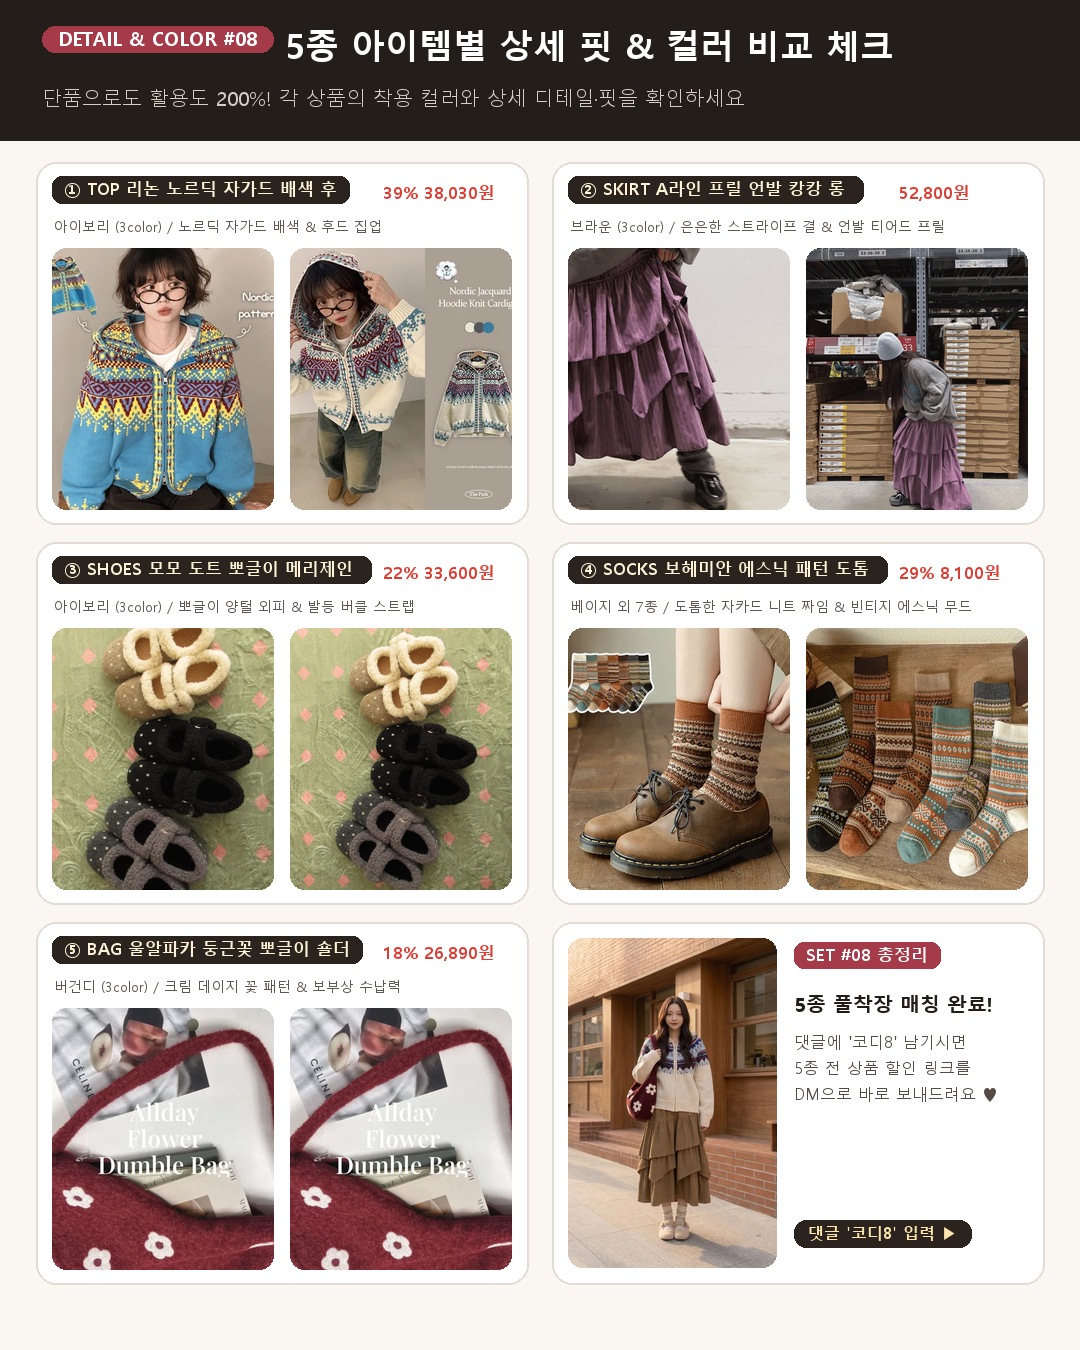 DETAIL & COLOR #08 5종 아이템별 상세 핏 & 컬러 비교 체크
단품으로도 활용도 200%! 각 상품의 착용 컬러와 상세 디테일·핏을 확인하세요
① TOP 리논 노르딕 자가드 배색 후 39% 38,030원
아이보리 (3color) / 노르딕 자가드 배색 & 후드 집업
Nordic
pattern
Nordic Jacquard
Hoodie Knit Cardig
② SKIRT A라인 프릴 언발 캉캉 롱 52,800원
브라운 (3color) / 은은한 스트라이프 결 & 언발 티어드 프릴
33
③ SHOES 모모 도트 뽀글이 메리제인 22% 33,600원
아이보리 (3color) / 뽀글이 양털 외피 & 발등 버클 스트랩
④ SOCKS 보헤미안 에스닉 패턴 도톰 29% 8,100원
베이지 외 7종 / 도톰한 자카드 니트 짜임 & 빈티지 에스닉 무드
⑤ BAG 울알파카 둥근꽃 뽀글이 숄더 18% 26,890원
버건디 (3color) / 크림 데이지 꽃 패턴 & 보부상 수납력
CELINE
Allday
Flower
Dumble Bag
CELINE
Allday
Flower
Dumble Bag
SET #08 총정리
5종 풀착장 매칭 완료!
댓글에 '코디8' 남기시면
5종 전 상품 할인 링크를
DM으로 바로 보내드려요 ♥
댓글 '코디8' 입력 ▶